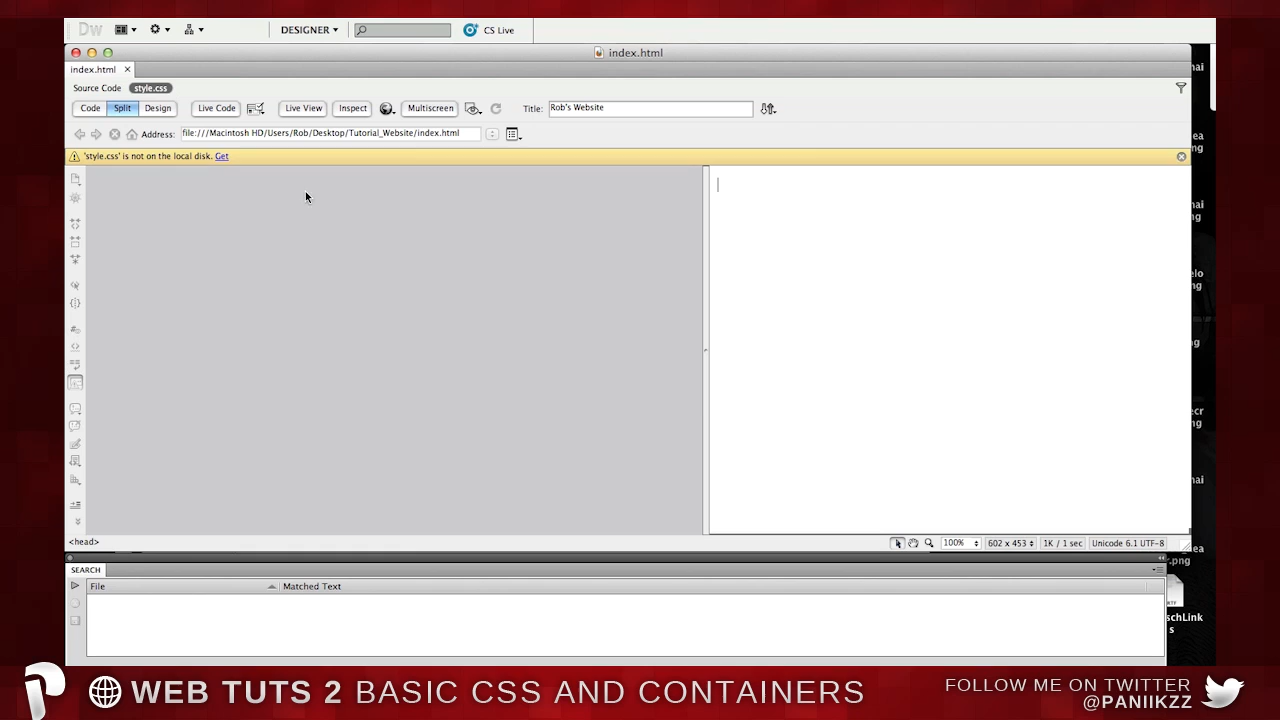 Dw DESIGNER CS Live
index.html
index.html
Source Code style.css
Code Split Design Live Code Live View Inspect Multiscreen Title: Rob's Website
Address: file:///Macintosh HD/Users/Rob/Desktop/Tutorial_Website/index.html
'style.css' is not on the local disk. Get
<head> 100% 602 x 453 1K / 1 sec Unicode 6.1 UTF-8
SEARCH
File Matched Text
.png
schLink
s
WEB TUTS 2 BASIC CSS AND CONTAINERS
FOLLOW ME ON TWITTER
@PANIIKZZ